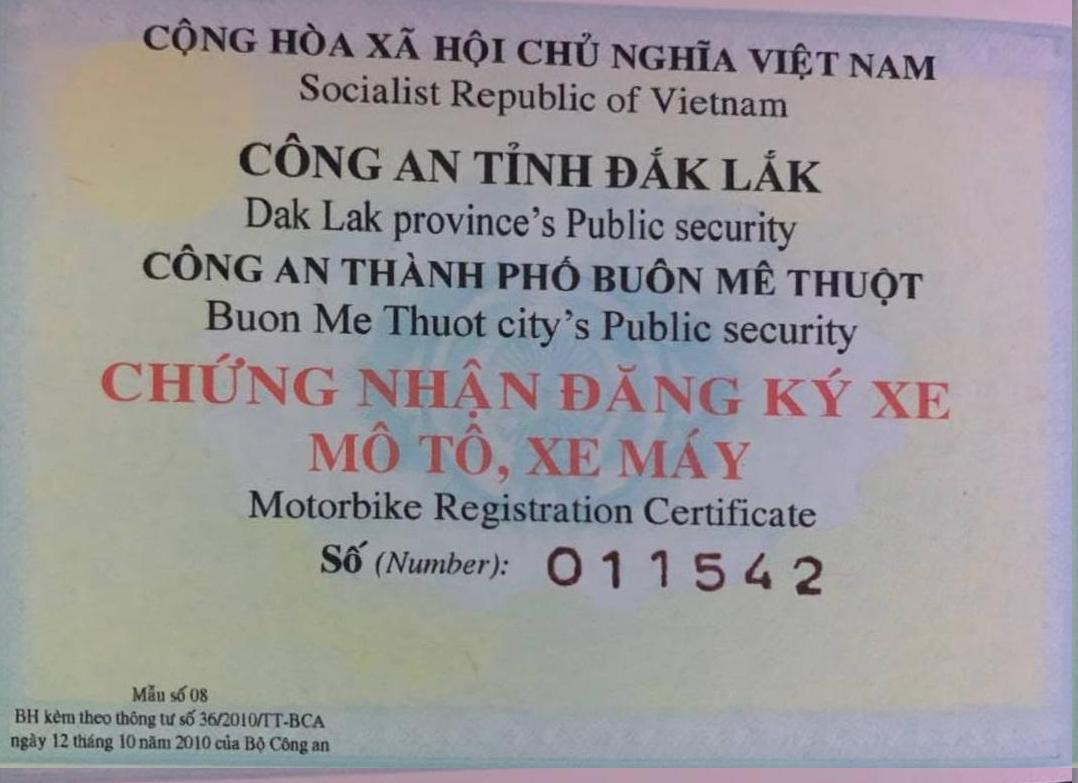 CỘNG HÒA XÃ HỘI CHỦ NGHĨA VIỆT NAM
Socialist Republic of Vietnam
CÔNG AN TỈNH ĐẮK LẮK
Dak Lak province's Public security
CÔNG AN THÀNH PHỐ BUÔN MÊ THUỘT
Buon Me Thuot city's Public security
CHỨNG NHẬN ĐĂNG KÝ XE
MÔ TÔ, XE MÁY
Motorbike Registration Certificate
Số (Number): 011542
Mẫu số 08
BH kèm theo thông tư số 36/2010/TT-BCA
ngày 12 tháng 10 năm 2010 của Bộ Công an